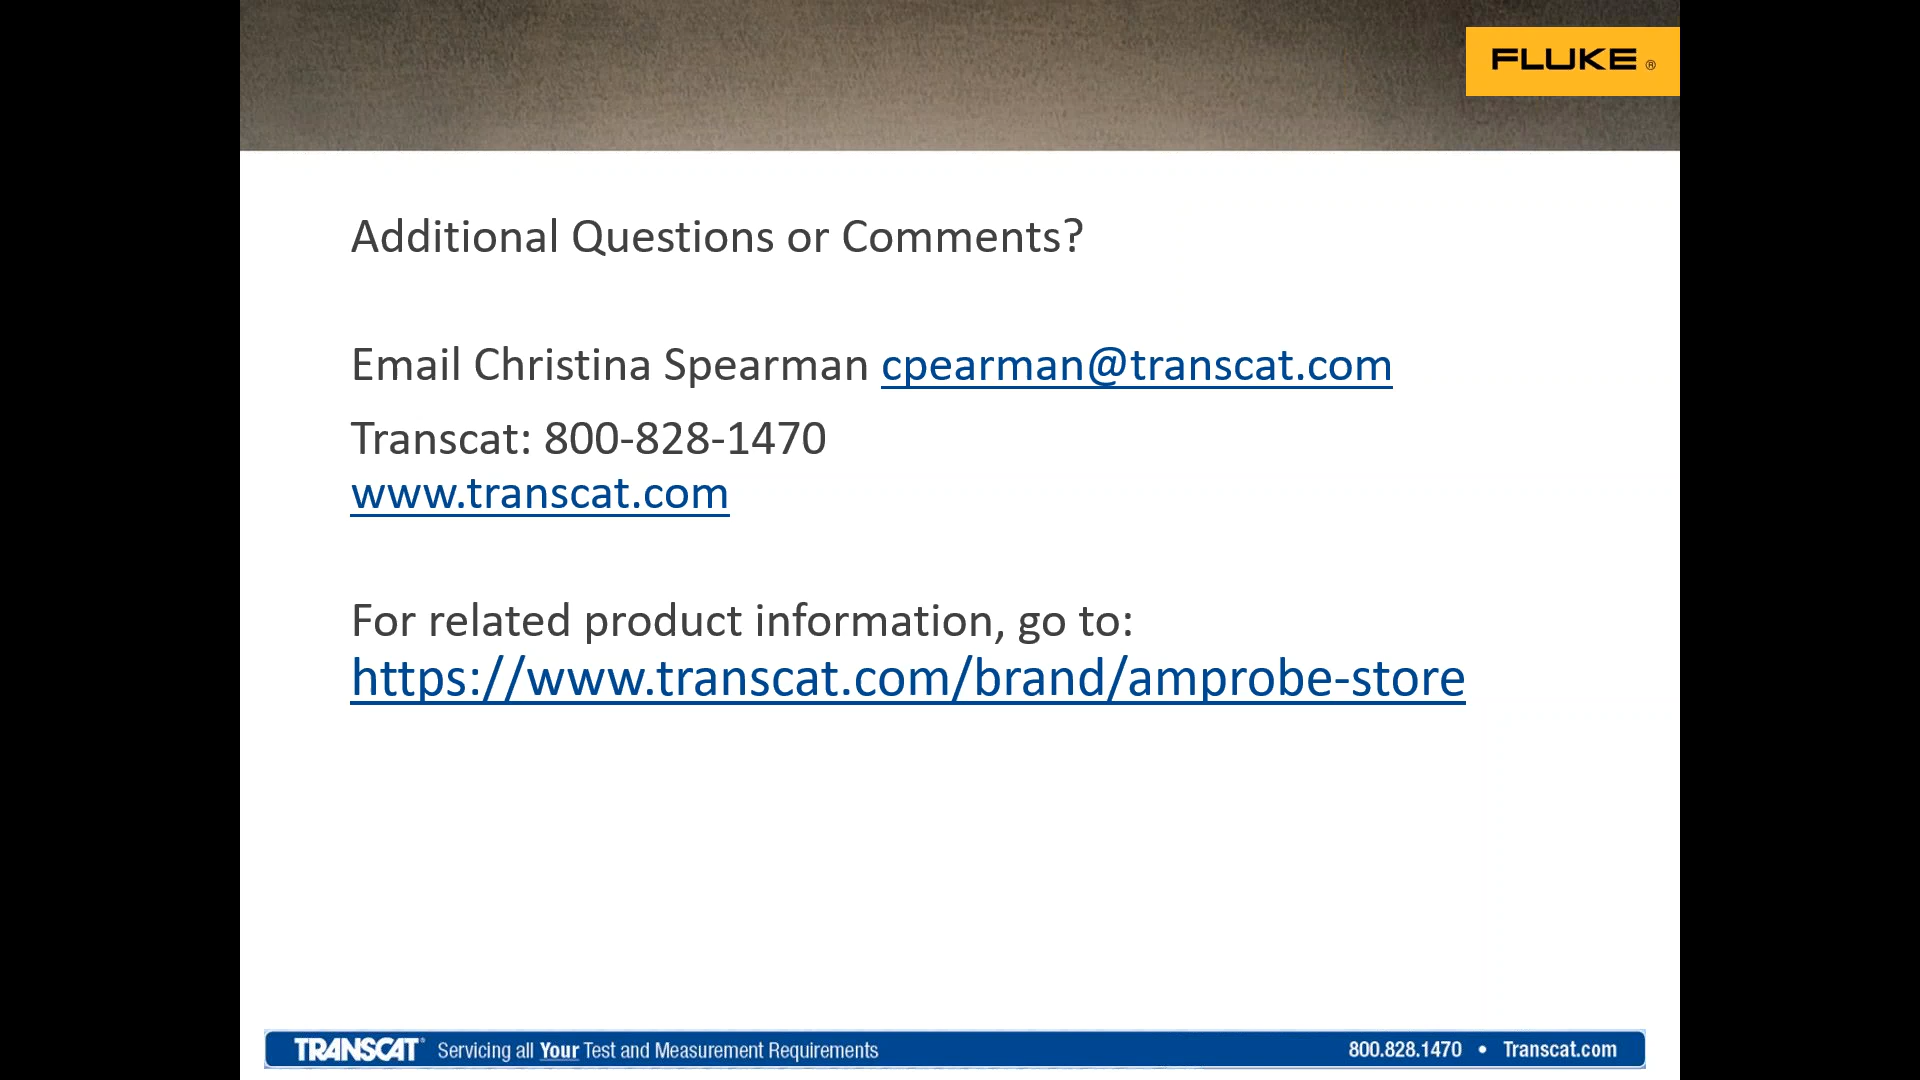 FLUKE®
Additional Questions or Comments?
Email Christina Spearman cpearman@transcat.com
Transcat: 800-828-1470
www.transcat.com
For related product information, go to:
https://www.transcat.com/brand/amprobe-store
TRANSCAT® Servicing all Your Test and Measurement Requirements 800.828.1470 • Transcat.com